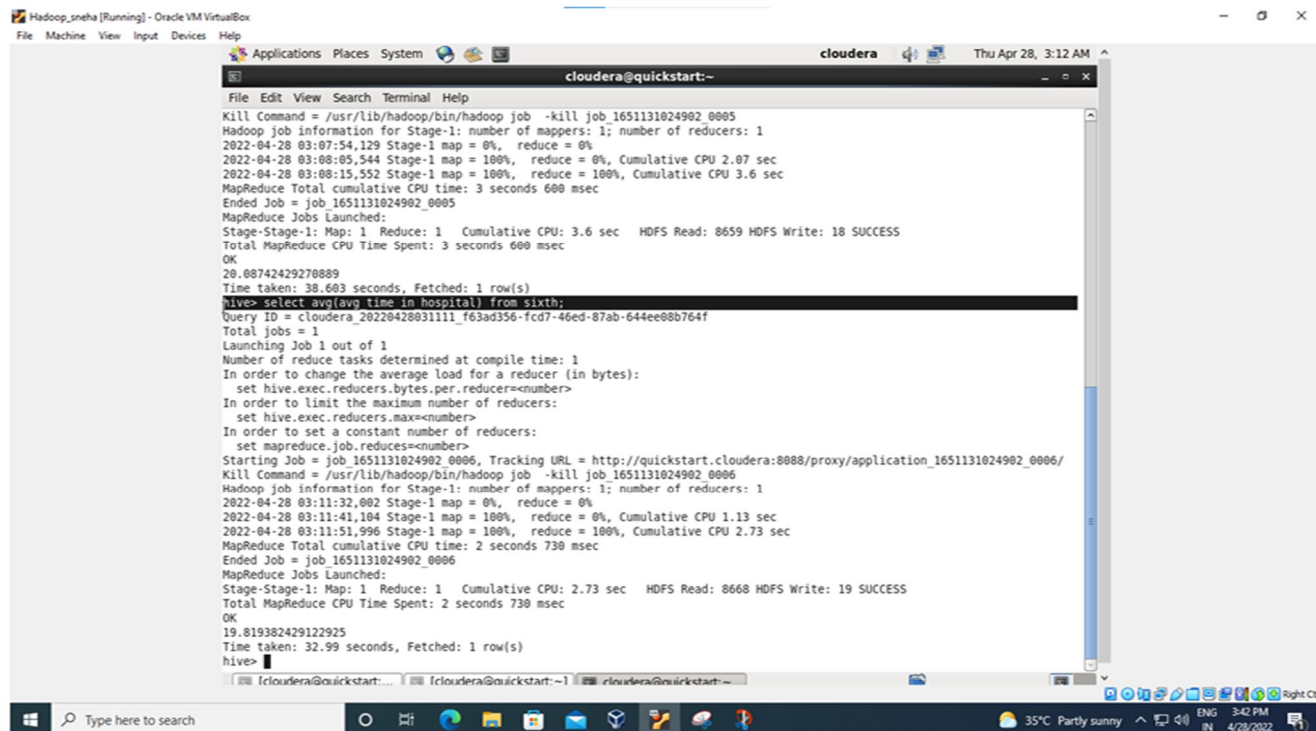 Hadoop_sneha [Running] - Oracle VM VirtualBox
File Machine View Input Devices Help
Applications Places System cloudera Thu Apr 28, 3:12 AM
cloudera@quickstart:~
File Edit View Search Terminal Help
Kill Command = /usr/lib/hadoop/bin/hadoop job -kill job_1651131024902_0005
Hadoop job information for Stage-1: number of mappers: 1; number of reducers: 1
2022-04-28 03:07:54,129 Stage-1 map = 0%, reduce = 0%
2022-04-28 03:08:05,544 Stage-1 map = 100%, reduce = 0%, Cumulative CPU 2.07 sec
2022-04-28 03:08:15,552 Stage-1 map = 100%, reduce = 100%, Cumulative CPU 3.6 sec
MapReduce Total cumulative CPU time: 3 seconds 600 msec
Ended Job = job_1651131024902_0005
MapReduce Jobs Launched:
Stage-Stage-1: Map: 1 Reduce: 1 Cumulative CPU: 3.6 sec HDFS Read: 8659 HDFS Write: 18 SUCCESS
Total MapReduce CPU Time Spent: 3 seconds 600 msec
OK
20.08742429270889
Time taken: 38.603 seconds, Fetched: 1 row(s)
hive> select avg(avg_time_in_hospital) from sixth;
Query ID = cloudera_20220428031111_f63ad356-fcd7-46ed-87ab-644ee08b764f
Total jobs = 1
Launching Job 1 out of 1
Number of reduce tasks determined at compile time: 1
In order to change the average load for a reducer (in bytes):
set hive.exec.reducers.bytes.per.reducer=<number>
In order to limit the maximum number of reducers:
set hive.exec.reducers.max=<number>
In order to set a constant number of reducers:
set mapreduce.job.reduces=<number>
Starting Job = job_1651131024902_0006, Tracking URL = http://quickstart.cloudera:8088/proxy/application_1651131024902_0006/
Kill Command = /usr/lib/hadoop/bin/hadoop job -kill job_1651131024902_0006
Hadoop job information for Stage-1: number of mappers: 1; number of reducers: 1
2022-04-28 03:11:32,002 Stage-1 map = 0%, reduce = 0%
2022-04-28 03:11:41,104 Stage-1 map = 100%, reduce = 0%, Cumulative CPU 1.13 sec
2022-04-28 03:11:51,996 Stage-1 map = 100%, reduce = 100%, Cumulative CPU 2.73 sec
MapReduce Total cumulative CPU time: 2 seconds 730 msec
Ended Job = job_1651131024902_0006
MapReduce Jobs Launched:
Stage-Stage-1: Map: 1 Reduce: 1 Cumulative CPU: 2.73 sec HDFS Read: 8668 HDFS Write: 19 SUCCESS
Total MapReduce CPU Time Spent: 2 seconds 730 msec
OK
19.819382429122925
Time taken: 32.99 seconds, Fetched: 1 row(s)
hive>
[cloudera@quickstart:... [cloudera@quickstart:~] cloudera@quickstart:~
Right Ct
Type here to search 35°C Partly sunny ENG 3:42 PM
IN 4/28/2022